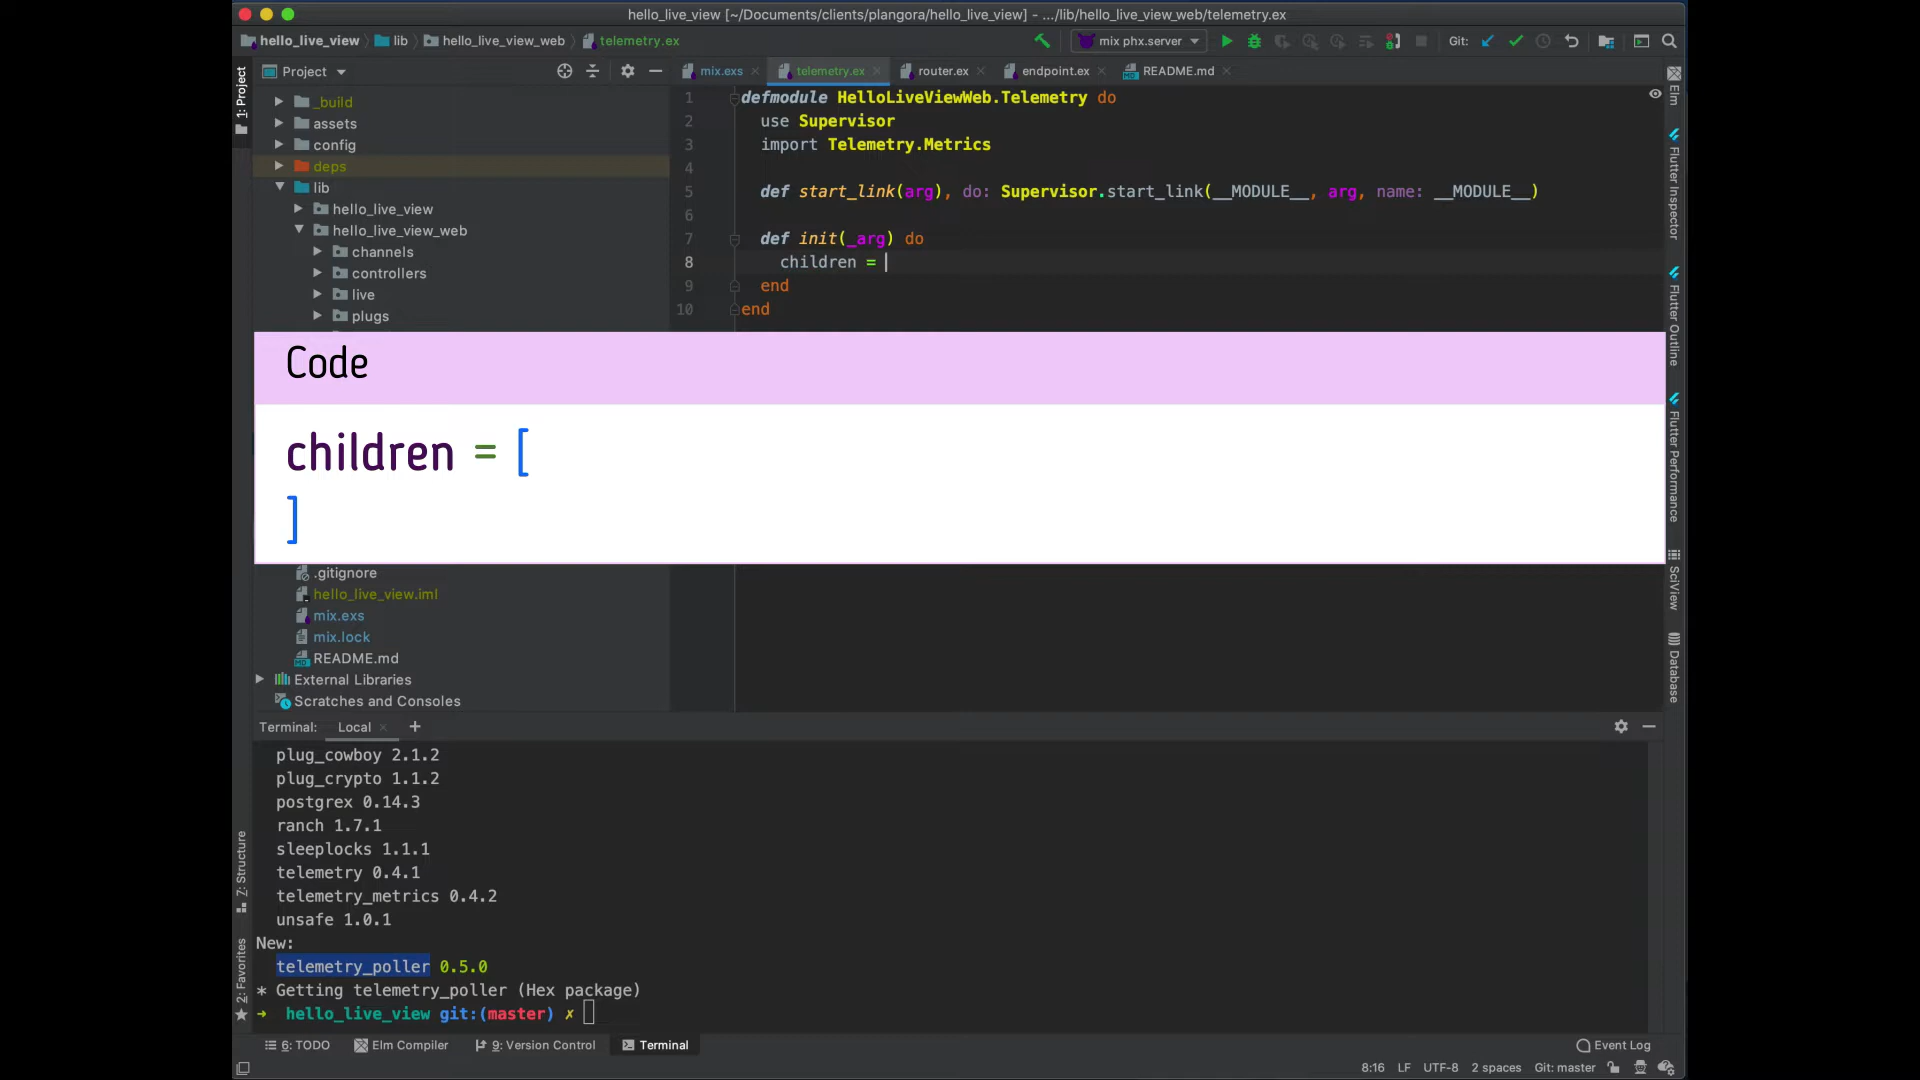 hello_live_view [~/Documents/clients/plangora/hello_live_view] - .../lib/hello_live_view_web/telemetry.ex
hello_live_view lib hello_live_view_web telemetry.ex mix phx.server Git:
1: Project
Project
mix.exs telemetry.ex router.ex endpoint.ex README.md
_build
assets
config
deps
lib
hello_live_view
hello_live_view_web
channels
controllers
live
plugs
1 defmodule HelloLiveViewWeb.Telemetry do
2 use Supervisor
3 import Telemetry.Metrics
4
5 def start_link(arg), do: Supervisor.start_link(__MODULE__, arg, name: __MODULE__)
6
7 def init(_arg) do
8 children =
9 end
10 end
Code
children = [
]
.gitignore
hello_live_view.iml
mix.exs
mix.lock
README.md
External Libraries
Scratches and Consoles
Elm
Flutter Inspector
Flutter Outline
Flutter Performance
SciView
Database
Terminal: Local +
plug_cowboy 2.1.2
plug_crypto 1.1.2
postgrex 0.14.3
ranch 1.7.1
sleeplocks 1.1.1
telemetry 0.4.1
telemetry_metrics 0.4.2
unsafe 1.0.1
New:
telemetry_poller 0.5.0
* Getting telemetry_poller (Hex package)
➜ hello_live_view git:(master) ✗
7: Structure
2: Favorites
6: TODO Elm Compiler 9: Version Control Terminal Event Log
8:16 LF UTF-8 2 spaces Git: master